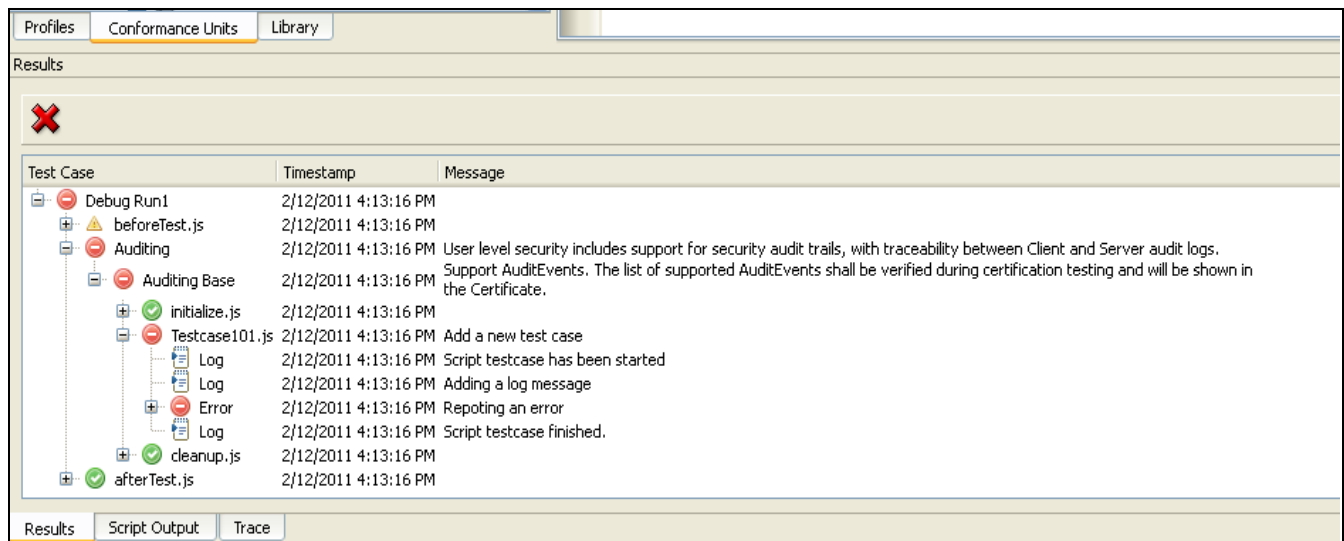 Profiles Conformance Units Library
Results
Test Case Timestamp Message
Debug Run1 2/12/2011 4:13:16 PM
beforeTest.js 2/12/2011 4:13:16 PM
Auditing 2/12/2011 4:13:16 PM User level security includes support for security audit trails, with traceability between Client and Server audit logs.
Auditing Base 2/12/2011 4:13:16 PM Support AuditEvents. The list of supported AuditEvents shall be verified during certification testing and will be shown in
the Certificate.
initialize.js 2/12/2011 4:13:16 PM
Testcase101.js 2/12/2011 4:13:16 PM Add a new test case
Log 2/12/2011 4:13:16 PM Script testcase has been started
Log 2/12/2011 4:13:16 PM Adding a log message
Error 2/12/2011 4:13:16 PM Repoting an error
Log 2/12/2011 4:13:16 PM Script testcase finished.
cleanup.js 2/12/2011 4:13:16 PM
afterTest.js 2/12/2011 4:13:16 PM
Results Script Output Trace